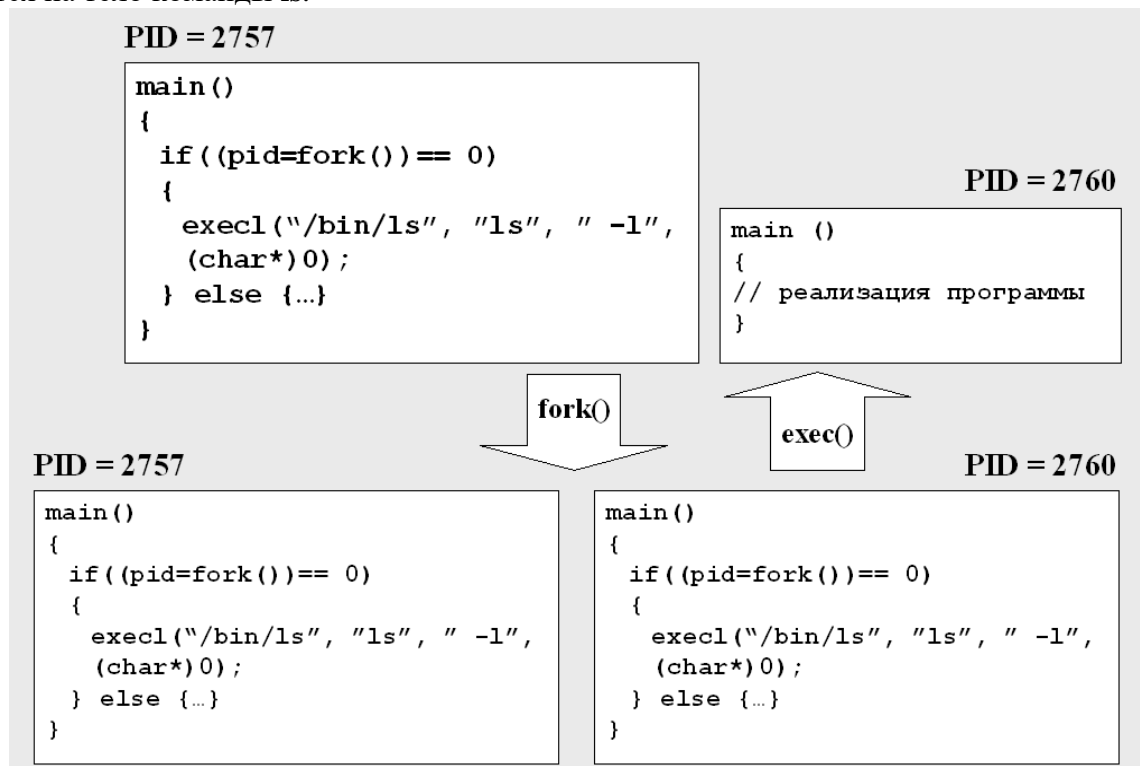 PID = 2757
main()
{
if((pid=fork())== 0)
{
execl(“/bin/ls”, ”ls”, ” -l”,
(char*)0);
} else {…}
}
PID = 2760
main ()
{
// реализация программы
}
fork()
exec()
PID = 2757
main()
{
if((pid=fork())== 0)
{
execl(“/bin/ls”, ”ls”, ” -l”,
(char*)0);
} else {…}
}
PID = 2760
main()
{
if((pid=fork())== 0)
{
execl(“/bin/ls”, ”ls”, ” -l”,
(char*)0);
} else {…}
}